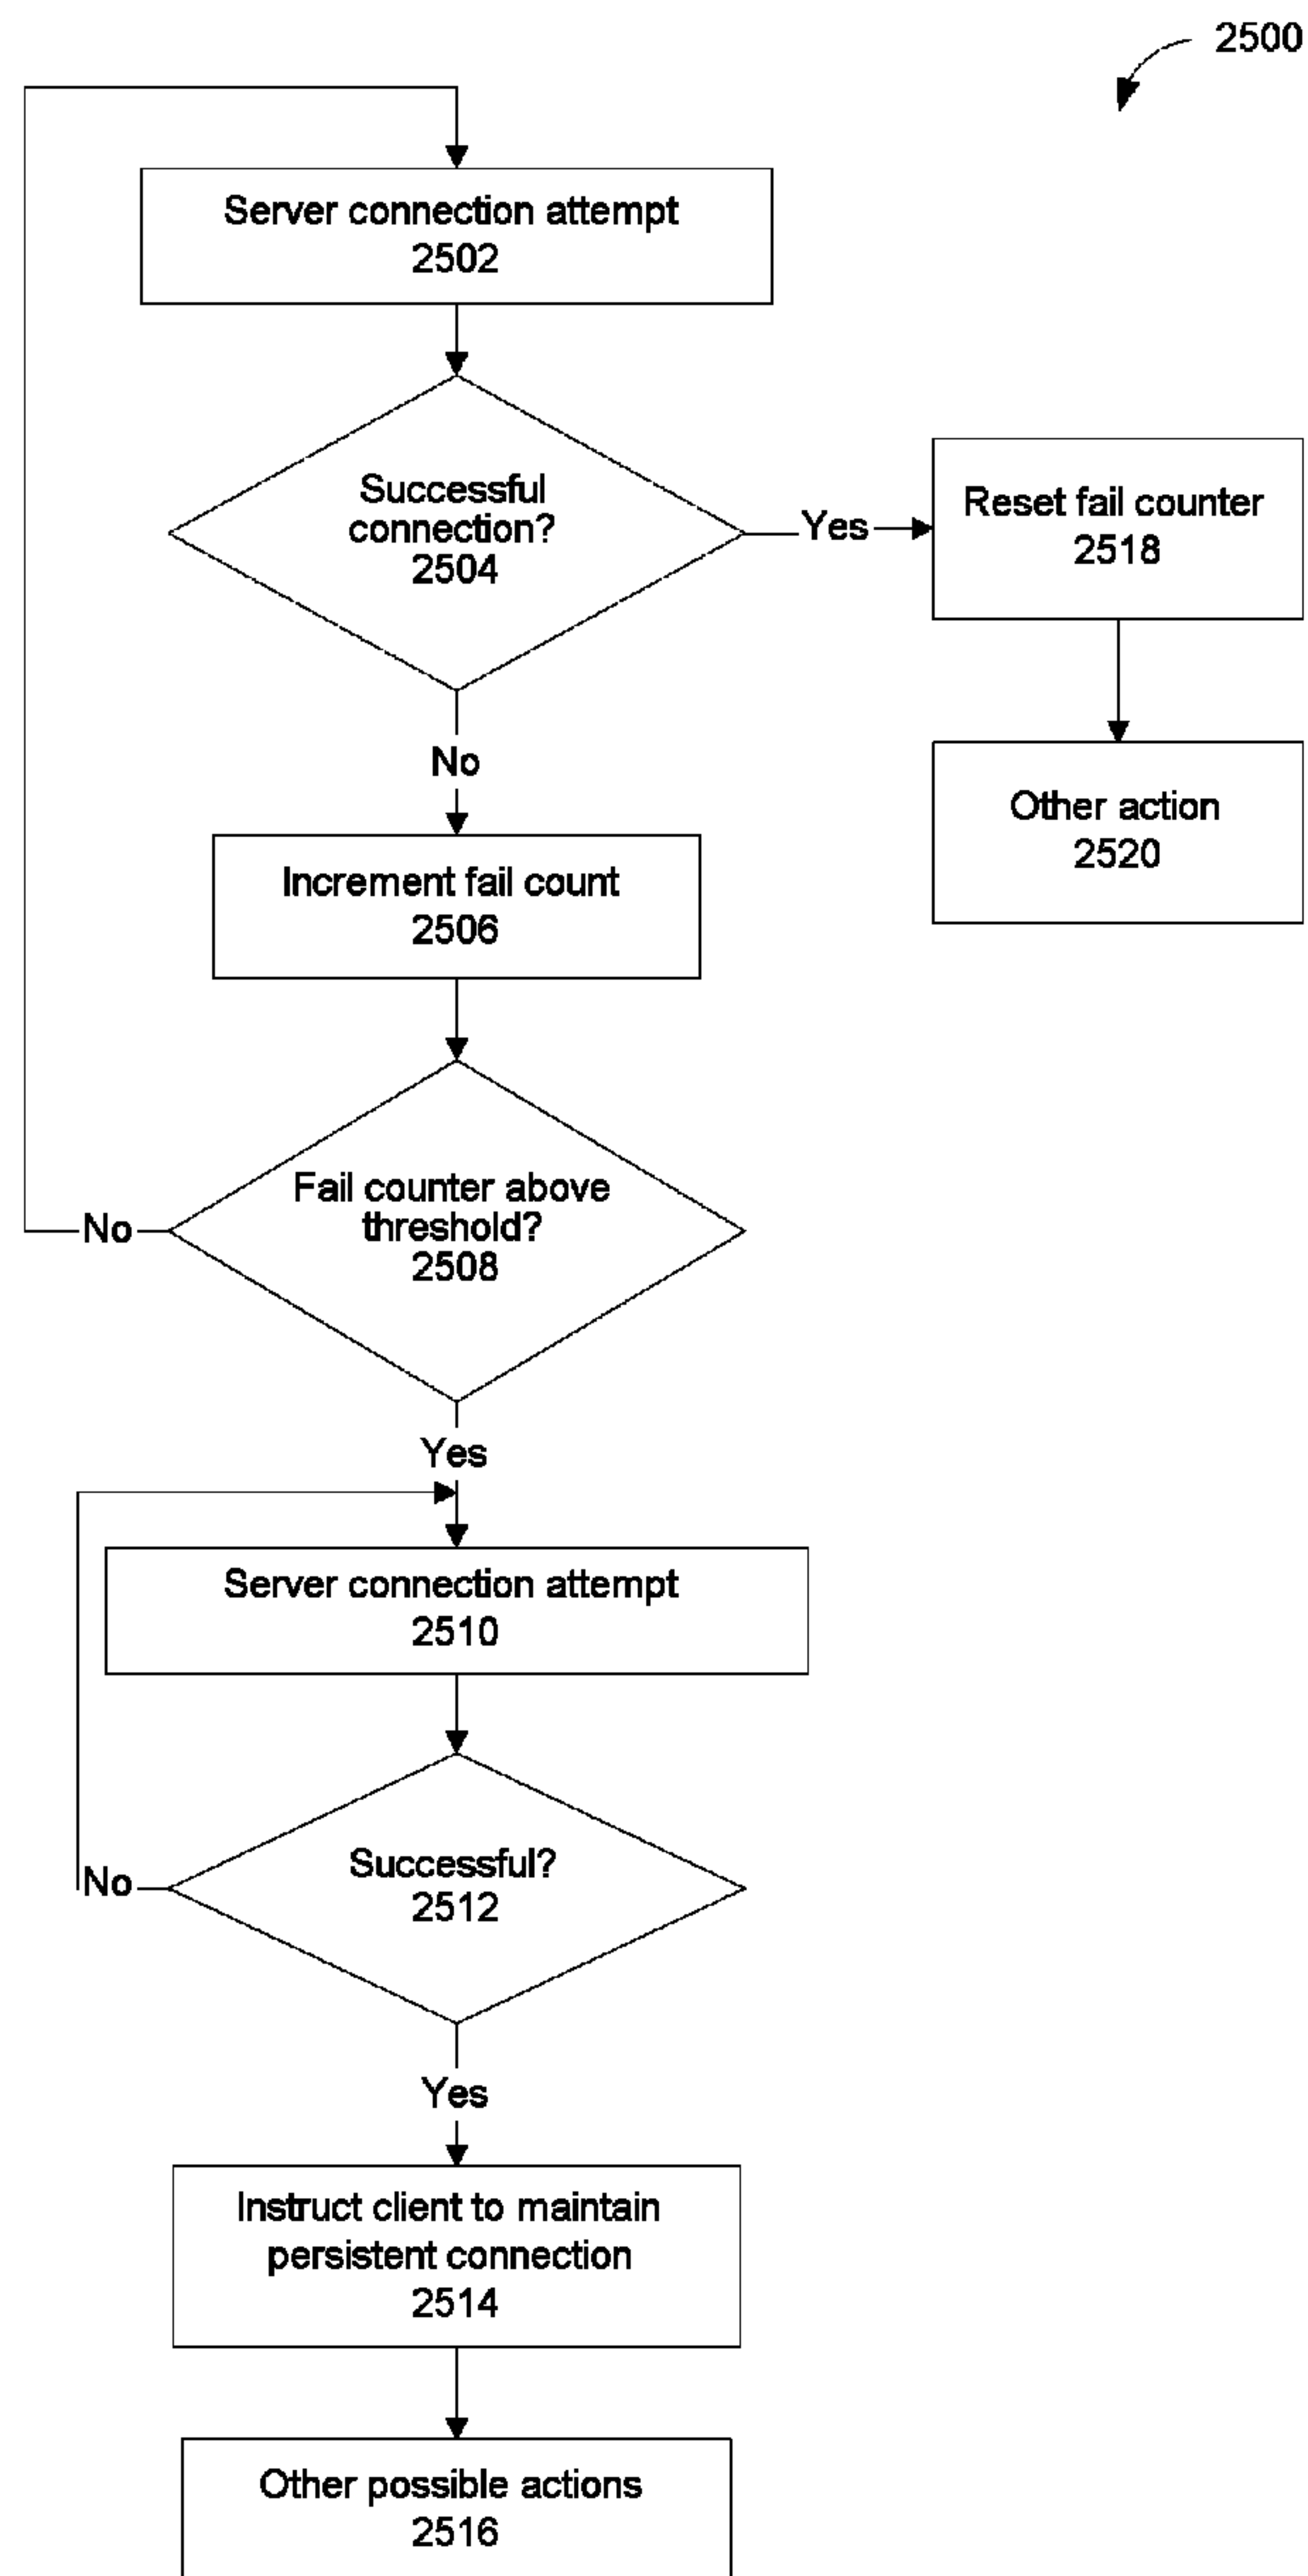 2500
Server connection attempt
2502
Successful
connection?
2504
Yes
Reset fail counter
2518
Other action
2520
No
Increment fail count
2506
Fail counter above
threshold?
2508
No
Yes
Server connection attempt
2510
Successful?
2512
No
Yes
Instruct client to maintain
persistent connection
2514
Other possible actions
2516